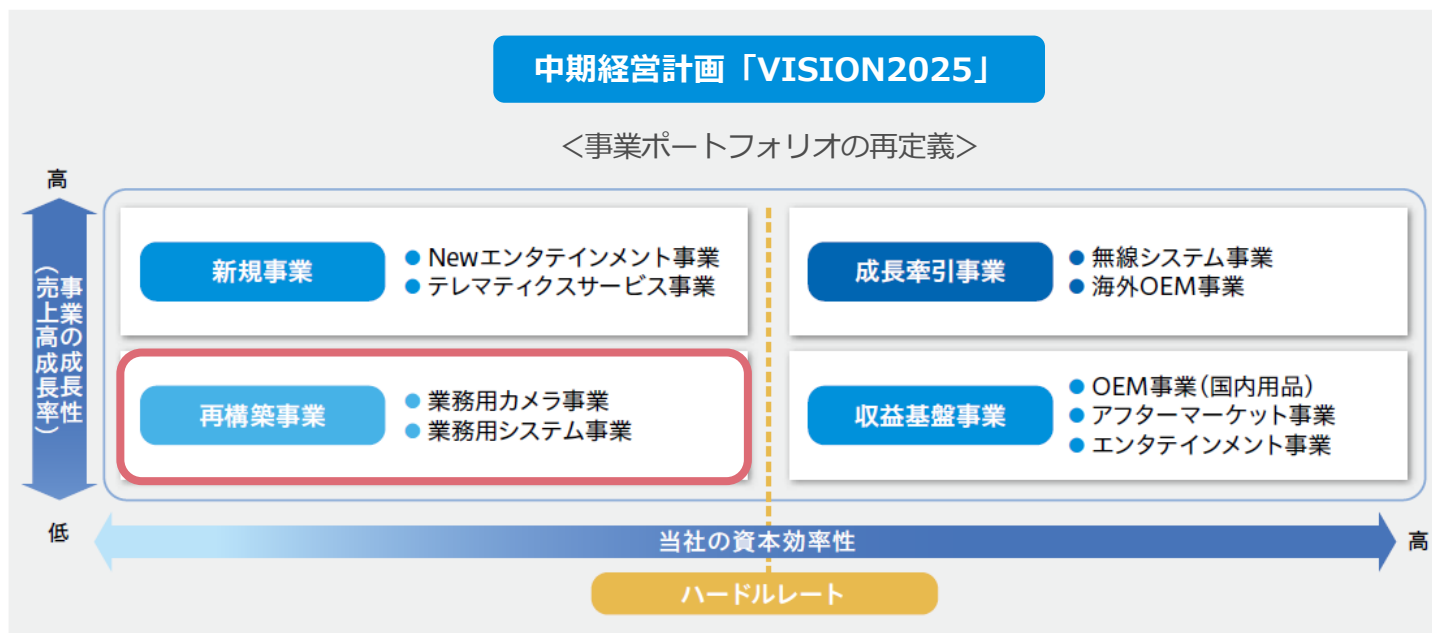 中期経営計画「VISION2025」
＜事業ポートフォリオの再定義＞
高
事業の成長性
（売上高成長率）
低
新規事業
● Newエンタテインメント事業
● テレマティクスサービス事業
成長牽引事業
● 無線システム事業
● 海外OEM事業
再構築事業
● 業務用カメラ事業
● 業務用システム事業
収益基盤事業
● OEM事業（国内用品）
● アフターマーケット事業
● エンタテインメント事業
当社の資本効率性
高
ハードルレート